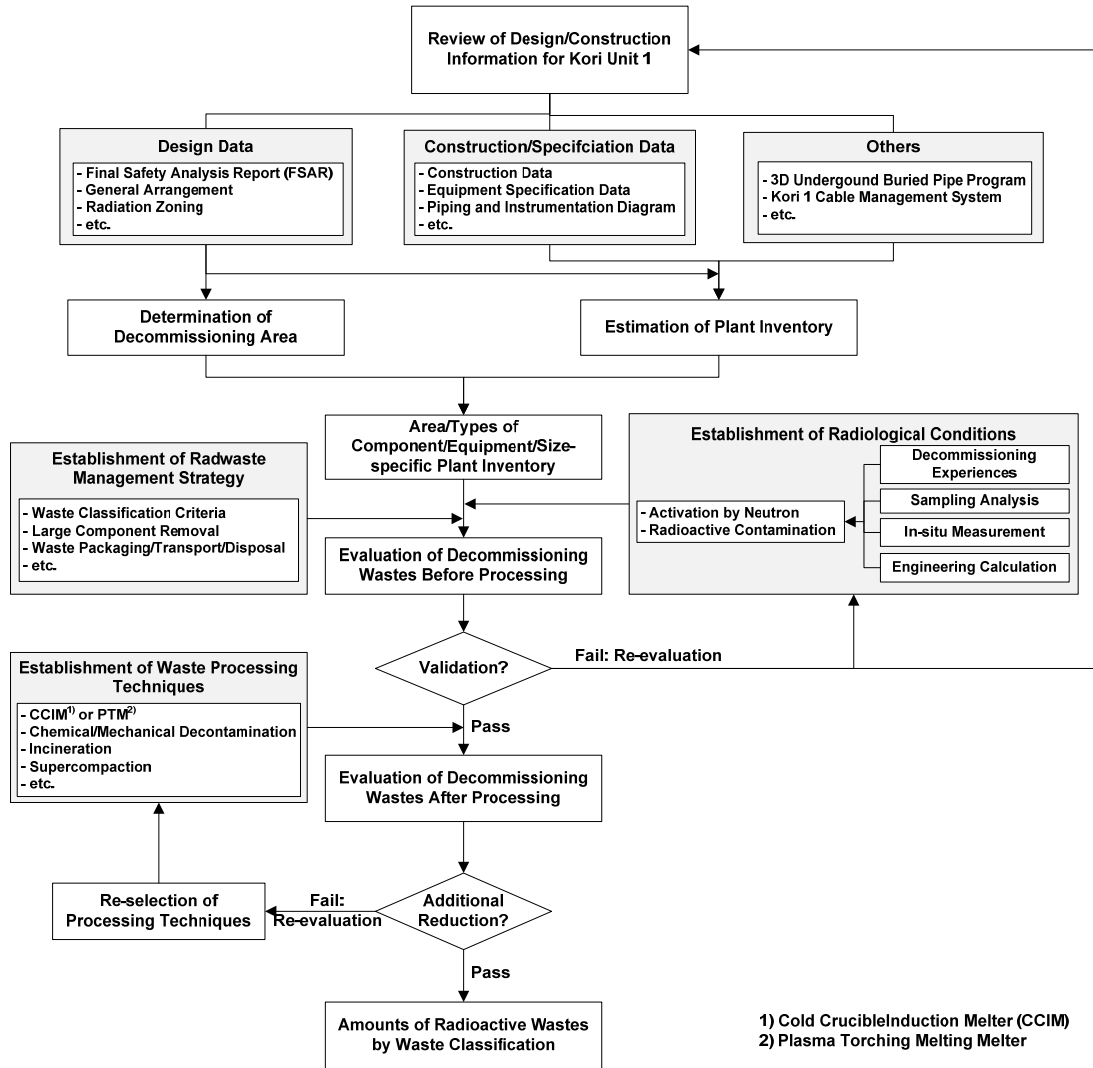 Review of Design/Construction
Information for Kori Unit 1
Design Data
- Final Safety Analysis Report (FSAR)
- General Arrangement
- Radiation Zoning
- etc.
Construction/Specifciation Data
- Construction Data
- Equipment Specification Data
- Piping and Instrumentation Diagram
- etc.
Others
- 3D Undergound Buried Pipe Program
- Kori 1 Cable Management System
- etc.
Determination of
Decommissioning Area
Estimation of Plant Inventory
Area/Types of
Component/Equipment/Size-
specific Plant Inventory
Establishment of Radwaste
Management Strategy
- Waste Classification Criteria
- Large Component Removal
- Waste Packaging/Transport/Disposal
- etc.
Establishment of Radiological Conditions
- Activation by Neutron
- Radioactive Contamination
Decommissioning
Experiences
Sampling Analysis
In-situ Measurement
Engineering Calculation
Evaluation of Decommissioning
Wastes Before Processing
Validation?
Fail: Re-evaluation
Pass
Establishment of Waste Processing
Techniques
- CCIM1) or PTM2)
- Chemical/Mechanical Decontamination
- Incineration
- Supercompaction
- etc.
Evaluation of Decommissioning
Wastes After Processing
Additional
Reduction?
Fail:
Re-evaluation
Re-selection of
Processing Techniques
Pass
Amounts of Radioactive Wastes
by Waste Classification
1) Cold CrucibleInduction Melter (CCIM)
2) Plasma Torching Melting Melter